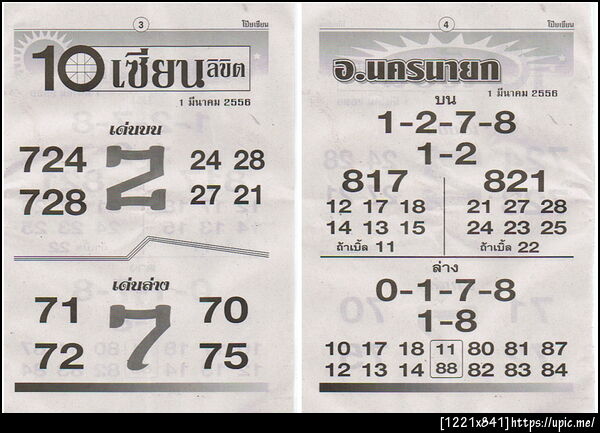 3
โป๊ยเซียน
10 เซียนลิขิต
1 มีนาคม 2556
เด่นบน
724 2 24 28
728 27 21
เด่นล่าง
71 7 70
72 75
4
โป๊ยเซียน
อ.นครนายก
1 มีนาคม 2556
บน
1-2-7-8
1-2
817 821
12 17 18 21 27 28
14 13 15 24 23 25
ถ้าเบิ้ล 11 ถ้าเบิ้ล 22
ล่าง
0-1-7-8
1-8
10 17 18 11 80 81 87
12 13 14 88 82 83 84
[1221x841]https://upic.me/